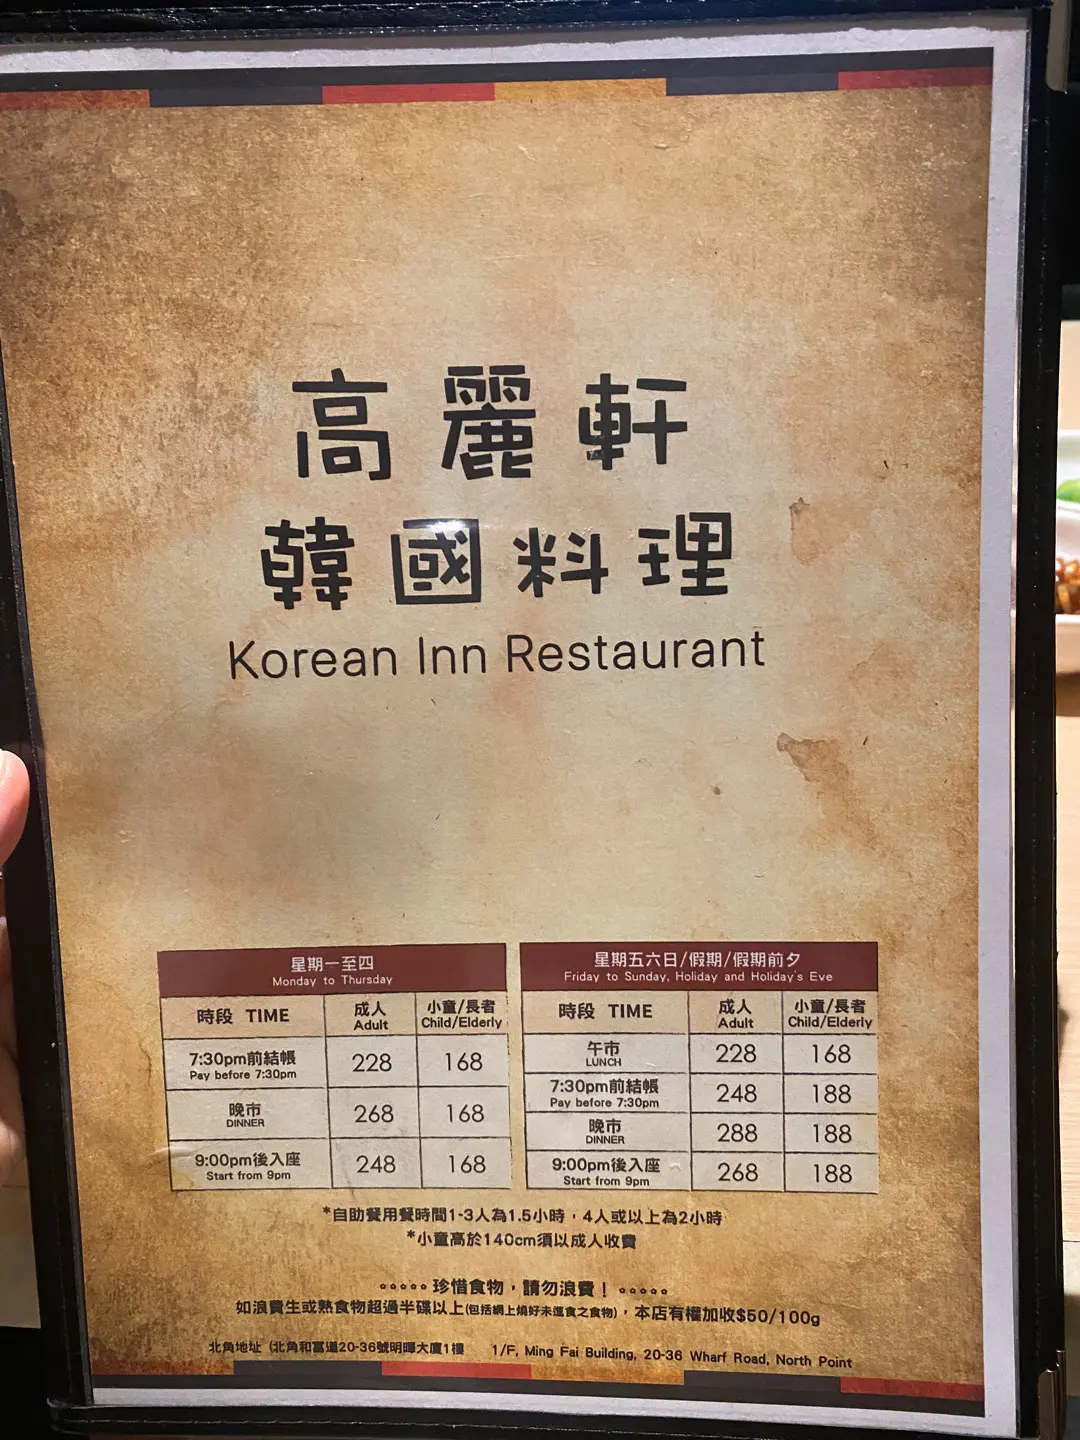 高麗軒
韓國料理
Korean Inn Restaurant
星期一至四
Monday to Thursday
時段 TIME 成人 Adult 小童/長者 Child/Elderly
7:30pm前結帳 Pay before 7:30pm 228 168
晚市 DINNER 268 168
9:00pm後入座 Start from 9pm 248 168
星期五六日/假期/假期前夕
Friday to Sunday, Holiday and Holiday's Eve
時段 TIME 成人 Adult 小童/長者 Child/Elderly
午市 LUNCH 228 168
7:30pm前結帳 Pay before 7:30pm 248 188
晚市 DINNER 288 188
9:00pm後入座 Start from 9pm 268 188
*自助餐用餐時間1-3人為1.5小時，4人或以上為2小時
*小童高於140cm須以成人收費
珍惜食物，請勿浪費！
如浪費生或熟食物超過半碟以上(包括網上燒好未進食之食物)，本店有權加收$50/100g
北角地址 (北角和富道20-36號明暉大廈1樓 1/F, Ming Fai Building, 20-36 Wharf Road, North Point